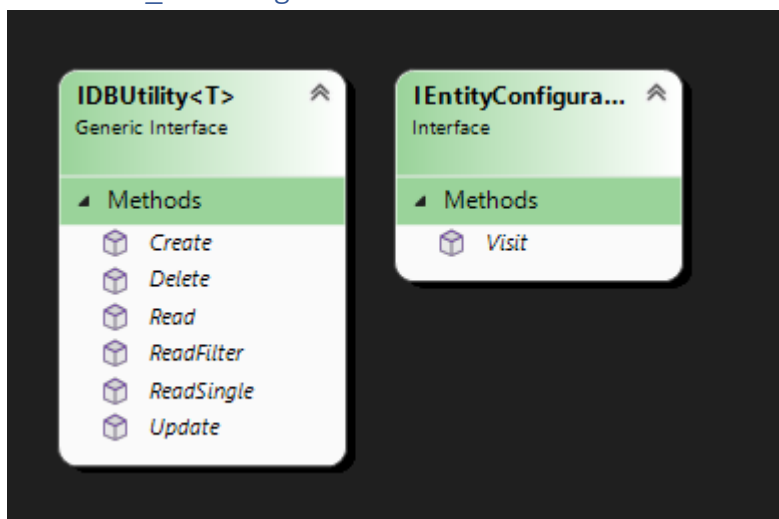 IDBUtility<T>
Generic Interface
Methods
Create
Delete
Read
ReadFilter
ReadSingle
Update
IEntityConfigura...
Interface
Methods
Visit